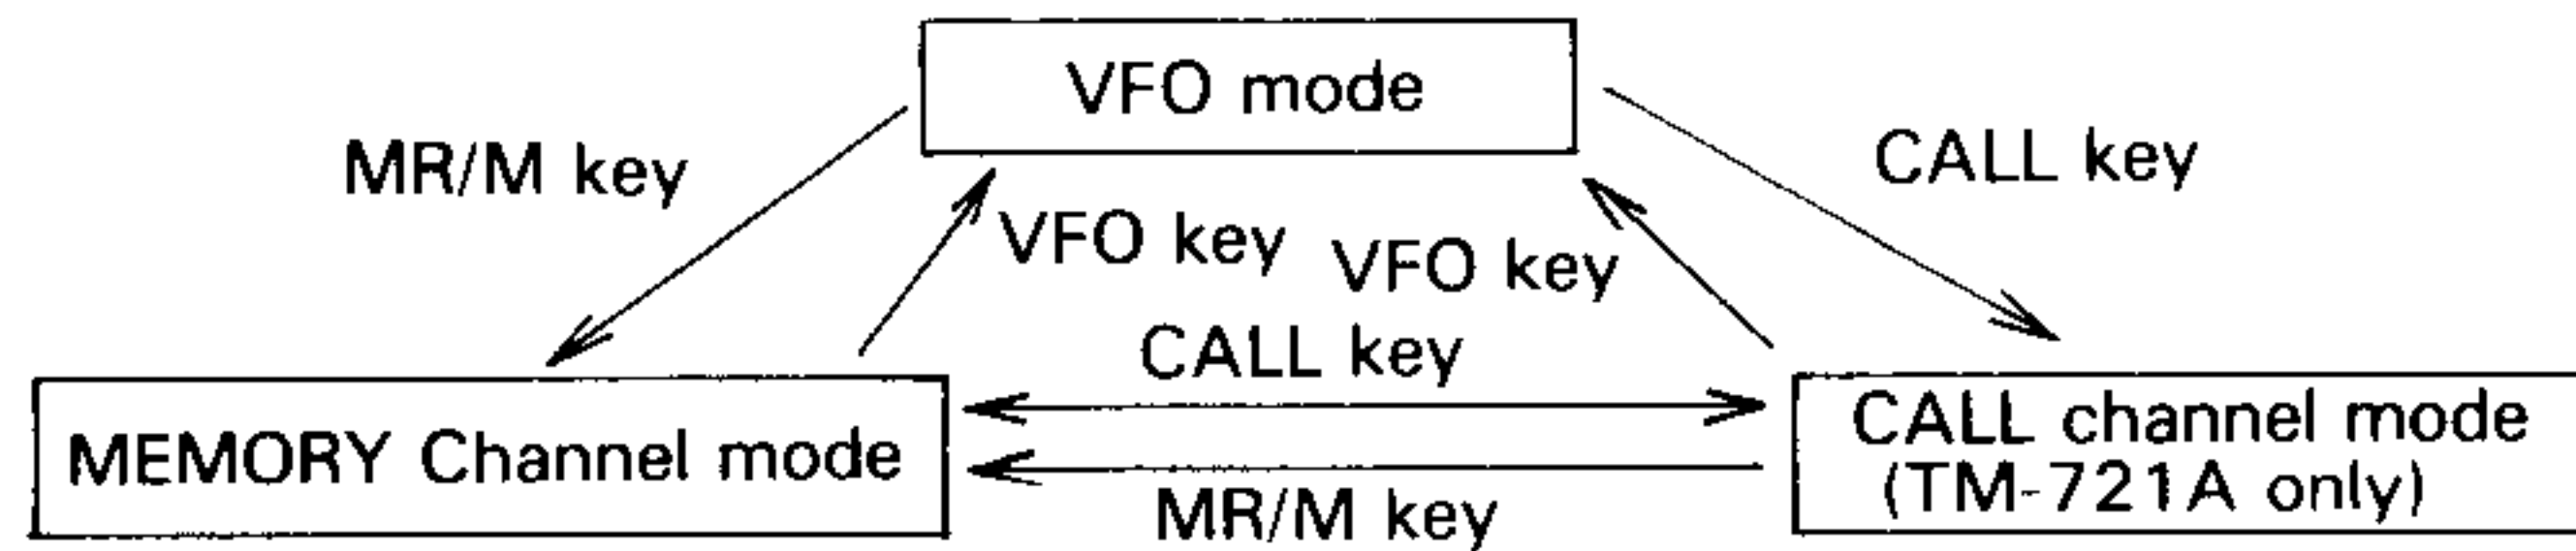 VFO mode
MR/M key
CALL key
VFO key
VFO key
CALL key
MEMORY Channel mode
CALL channel mode
(TM-721A only)
MR/M key